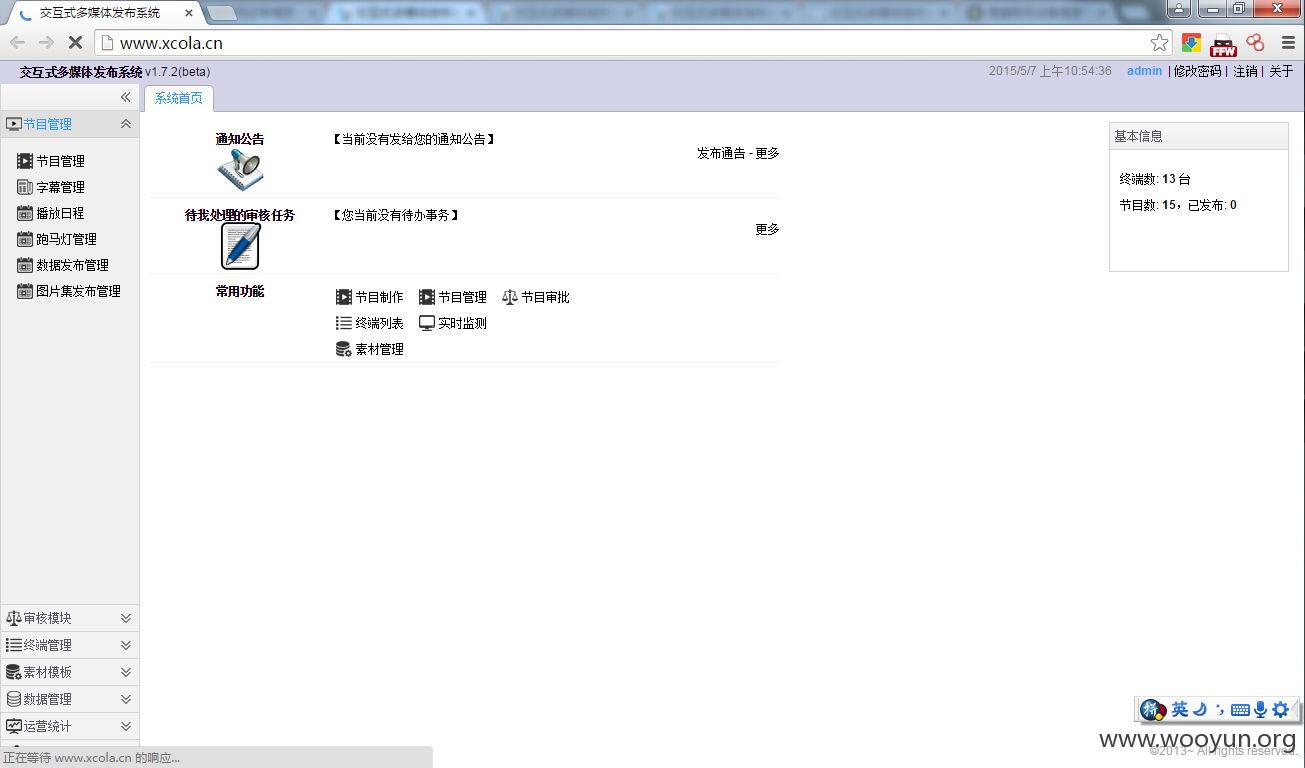 交互式多媒体发布系统
www.xcola.cn
FFW
交互式多媒体发布系统 v1.7.2(beta)
2015/5/7 上午10:54:36 admin | 修改密码 | 注销 | 关于
系统首页
节目管理
节目管理
字幕管理
播放日程
跑马灯管理
数据发布管理
图片集发布管理
审核模块
终端管理
素材模板
数据管理
运营统计
通知公告
【当前没有发给您的通知公告】
发布通告 - 更多
待我处理的审核任务
【您当前没有待办事务】
更多
常用功能
节目制作 节目管理 节目审批
终端列表 实时监测
素材管理
基本信息
终端数: 13 台
节目数: 15，已发布: 0
拼 英
www.wooyun.org
©2013~ All rights reserved.
正在等待 www.xcola.cn 的响应...